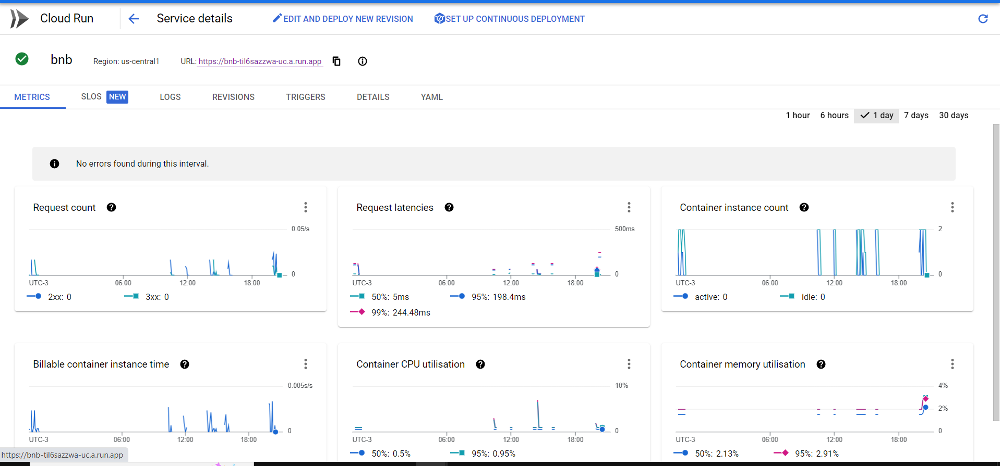 Cloud Run
Service details
EDIT AND DEPLOY NEW REVISION
SET UP CONTINUOUS DEPLOYMENT
bnb
Region: us-central1
URL: https://bnb-til6sazzwa-uc.a.run.app
METRICS
SLOS NEW
LOGS
REVISIONS
TRIGGERS
DETAILS
YAML
1 hour
6 hours
1 day
7 days
30 days
No errors found during this interval.
Request count
0.05/s
0
UTC-3 06:00 12:00 18:00
2xx: 0
3xx: 0
Request latencies
500ms
0
UTC-3 06:00 12:00 18:00
50%: 5ms
95%: 198.4ms
99%: 244.48ms
Container instance count
2
0
UTC-3 06:00 12:00 18:00
active: 0
idle: 0
Billable container instance time
0.005s/s
0
UTC-3 06:00 12:00 18:00
Container CPU utilisation
10%
0
UTC-3 06:00 12:00 18:00
50%: 0.5%
95%: 0.95%
Container memory utilisation
4%
2%
0
UTC-3 06:00 12:00 18:00
50%: 2.13%
95%: 2.91%
https://bnb-til6sazzwa-uc.a.run.app